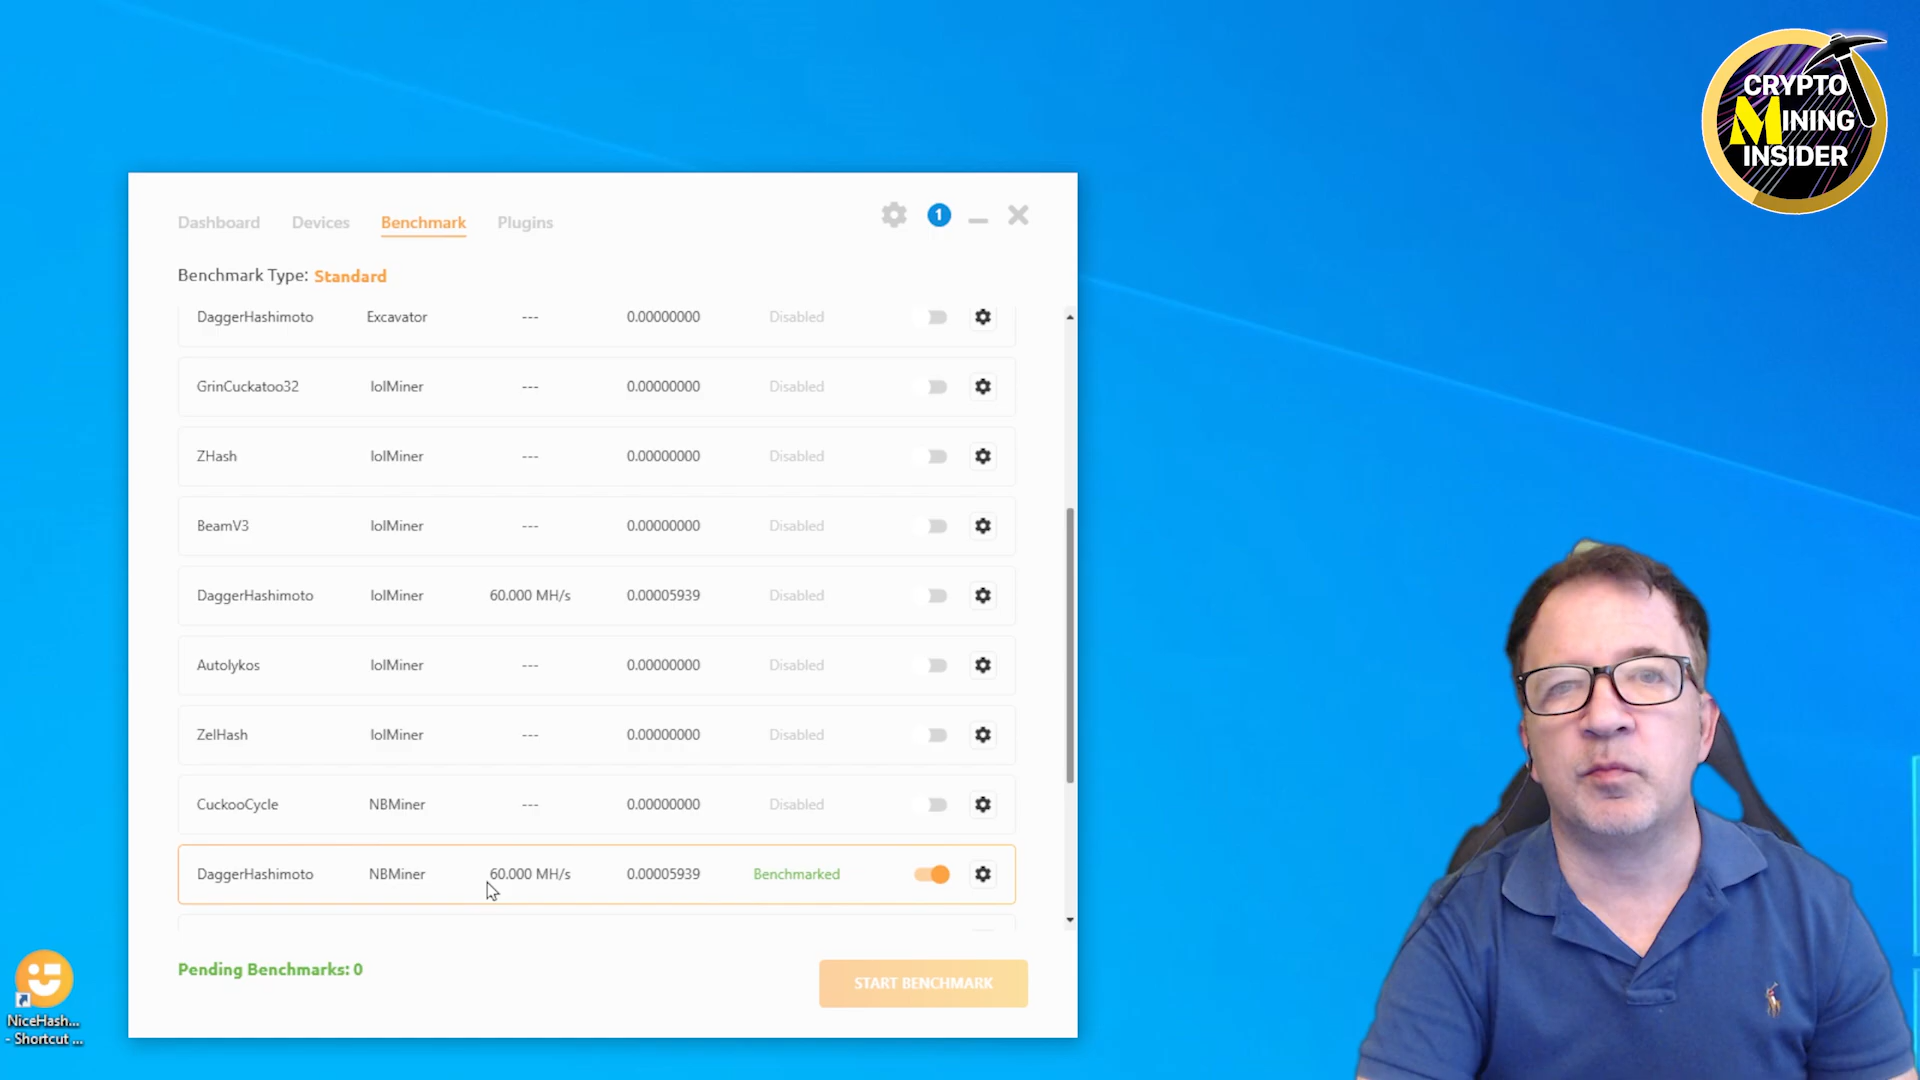 CRYPTO
MINING
INSIDER
Dashboard Devices Benchmark Plugins 1
Benchmark Type: Standard
DaggerHashimoto Excavator --- 0.00000000 Disabled
GrinCuckatoo32 lolMiner --- 0.00000000 Disabled
ZHash lolMiner --- 0.00000000 Disabled
BeamV3 lolMiner --- 0.00000000 Disabled
DaggerHashimoto lolMiner 60.000 MH/s 0.00005939 Disabled
Autolykos lolMiner --- 0.00000000 Disabled
ZelHash lolMiner --- 0.00000000 Disabled
CuckooCycle NBMiner --- 0.00000000 Disabled
DaggerHashimoto NBMiner 60.000 MH/s 0.00005939 Benchmarked
Pending Benchmarks: 0
START BENCHMARK
NiceHash...
- Shortcut ...